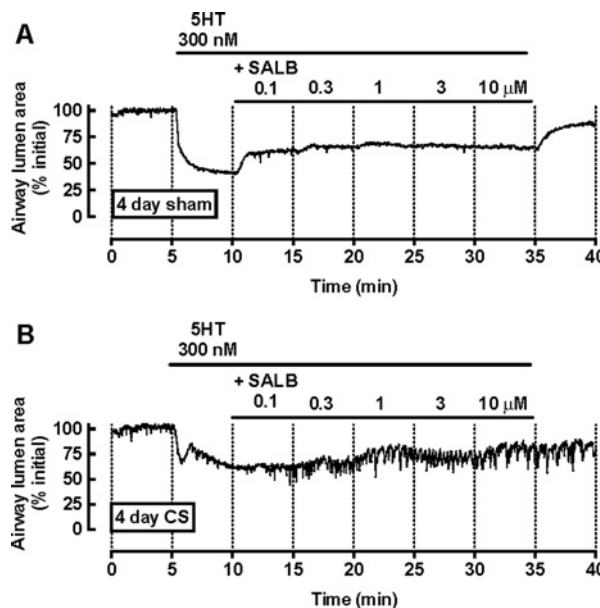 A
5HT
300 nM
+ SALB
0.1 0.3 1 3 10 μM
Airway lumen area
(% initial)
100
75
50
25
0
4 day sham
0 5 10 15 20 25 30 35 40
Time (min)
B
5HT
300 nM
+ SALB
0.1 0.3 1 3 10 μM
Airway lumen area
(% initial)
100
75
50
25
0
4 day CS
0 5 10 15 20 25 30 35 40
Time (min)